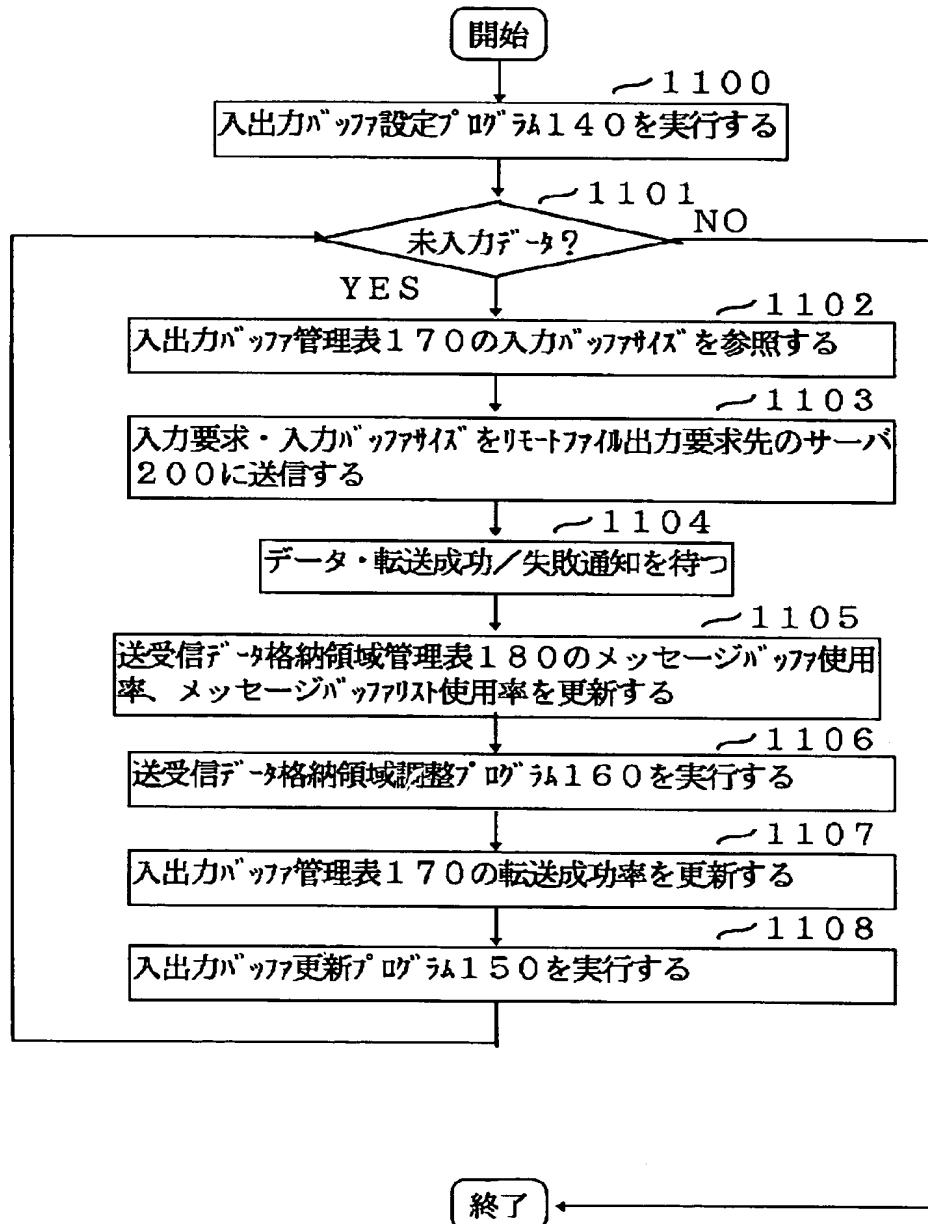 開始
1100
入出力バッファ設定プログラム140を実行する
1101
未入力データ?
NO
YES
1102
入出力バッファ管理表170の入力バッファサイズを参照する
1103
入力要求・入力バッファサイズをリモートファイル出力要求先のサーバ
200に送信する
1104
データ・転送成功/失敗通知を待つ
1105
送受信データ格納領域管理表180のメッセージバッファ使用
率、メッセージバッファリスト使用率を更新する
1106
送受信データ格納領域調整プログラム160を実行する
1107
入出力バッファ管理表170の転送成功率を更新する
1108
入出力バッファ更新プログラム150を実行する
終了